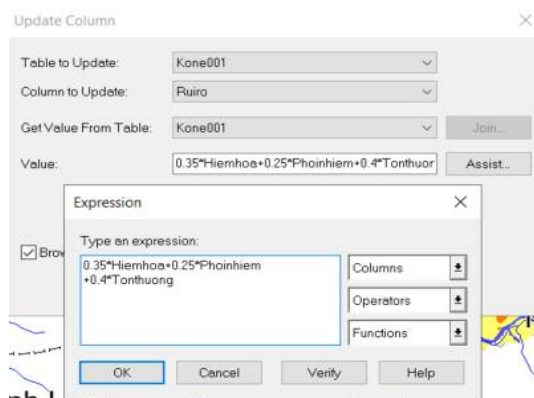 Update Column
Table to Update: Kone001
Column to Update: Ruiro
Get Value From Table: Kone001 Join...
Value: 0.35*Hiemhoa+0.25*Phoinhiem+0.4*Tonthuor Assist...
Expression
Type an expression:
0.35*Hiemhoa+0.25*Phoinhiem
+0.4*Tonthuong
Columns
Operators
Functions
Brow
OK Cancel Verify Help